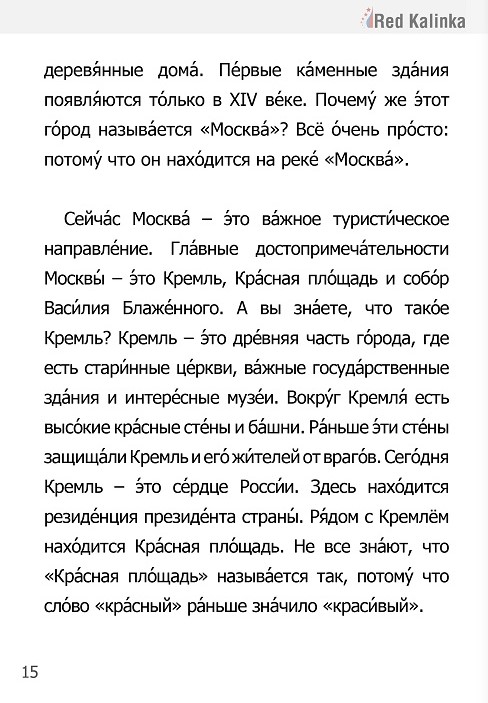 Red Kalinka
деревя́нные дома́. Пе́рвые ка́менные зда́ния
появля́ются то́лько в XIV ве́ке. Почему́ же э́тот
го́род называ́ется «Москва́»? Всё о́чень про́сто:
потому́ что он нахо́дится на реке́ «Москва́».
Сейча́с Москва́ – э́то ва́жное туристи́ческое
направле́ние. Гла́вные достопримеча́тельности
Москвы́ – э́то Кремль, Кра́сная пло́щадь и собо́р
Васи́лия Блаже́нного. А вы зна́ете, что тако́е
Кремль? Кремль – э́то дре́вняя часть го́рода, где
есть стари́нные це́ркви, ва́жные госуда́рственные
зда́ния и интере́сные музе́и. Вокру́г Кремля́ есть
высо́кие кра́сные сте́ны и ба́шни. Ра́ньше э́ти сте́ны
защища́ли Кремль и его́ жи́телей от враго́в. Сего́дня
Кремль – э́то се́рдце Росси́и. Здесь нахо́дится
резиде́нция президе́нта страны́. Ря́дом с Кремлём
нахо́дится Кра́сная пло́щадь. Не все зна́ют, что
«Кра́сная пло́щадь» называ́ется так, потому́ что
сло́во «кра́сный» ра́ньше зна́чило «краси́вый».
15